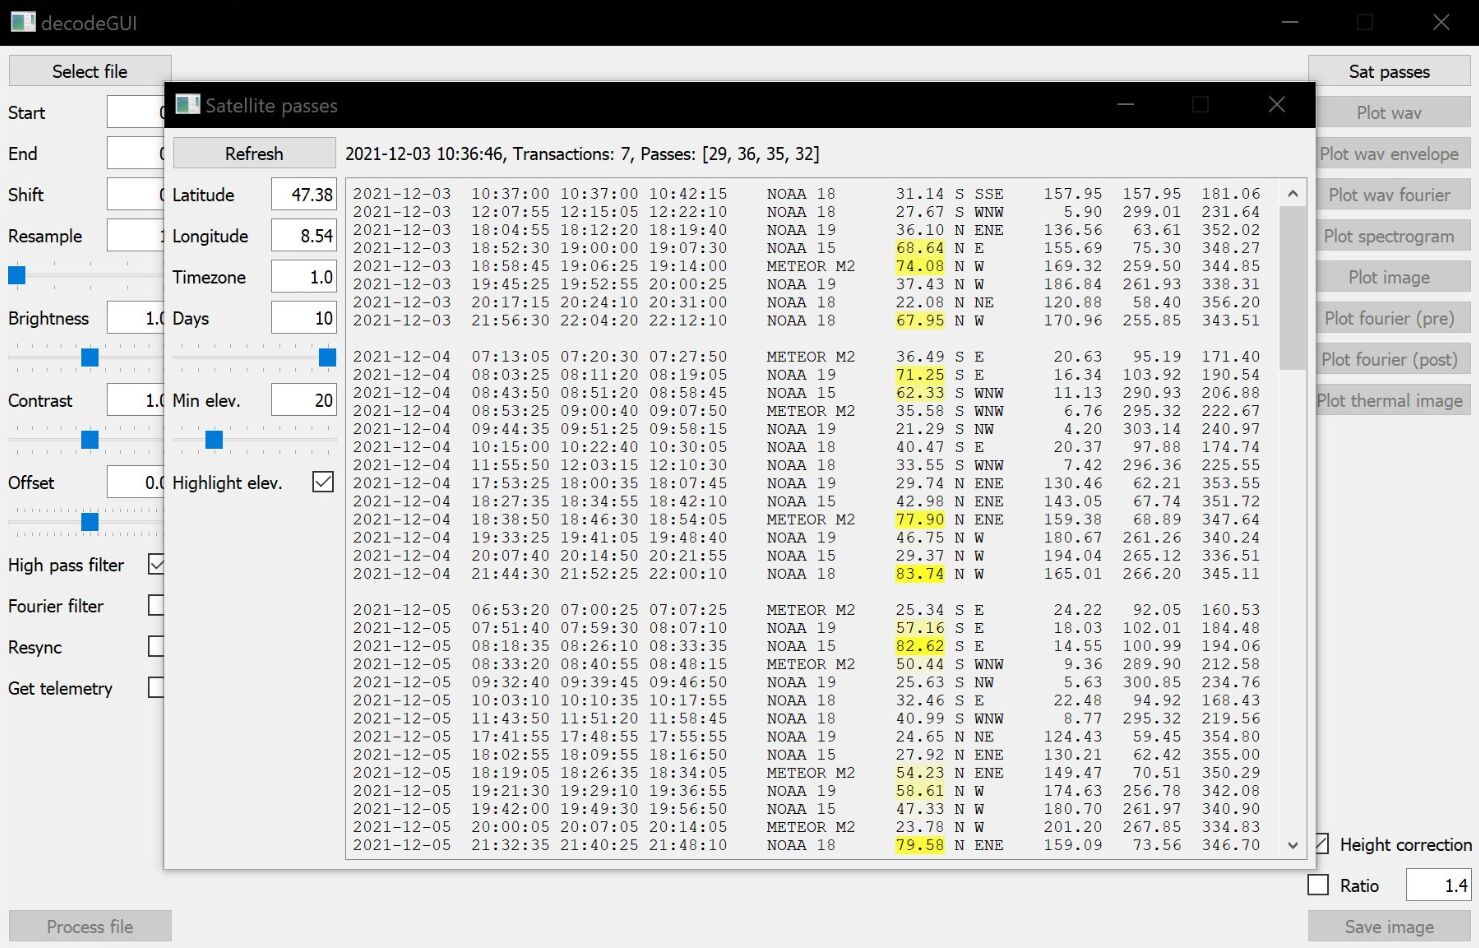 decodeGUI
Select file
Sat passes
Satellite passes
Start
Plot wav
Refresh
2021-12-03 10:36:46, Transactions: 7, Passes: [29, 36, 35, 32]
End
Plot wav envelope
Shift
Latitude 47.38
Plot wav fourier
Resample
Longitude 8.54
Plot spectrogram
Timezone 1.0
Plot image
Brightness 1.0
Days 10
Plot fourier (pre)
Plot fourier (post)
Contrast 1.0
Min elev. 20
Plot thermal image
Offset 0.0
Highlight elev.
High pass filter
Fourier filter
Resync
Get telemetry
2021-12-03 10:37:00 10:37:00 10:42:15 NOAA 18 31.14 S SSE 157.95 157.95 181.06
2021-12-03 12:07:55 12:15:05 12:22:10 NOAA 18 27.67 S WNW 5.90 299.01 231.64
2021-12-03 18:04:55 18:12:20 18:19:40 NOAA 19 36.10 N ENE 136.56 63.61 352.02
2021-12-03 18:52:30 19:00:00 19:07:30 NOAA 15 68.64 N E 155.69 75.30 348.27
2021-12-03 18:58:45 19:06:25 19:14:00 METEOR M2 74.08 N W 169.32 259.50 344.85
2021-12-03 19:45:25 19:52:55 20:00:25 NOAA 19 37.43 N W 186.84 261.93 338.31
2021-12-03 20:17:15 20:24:10 20:31:00 NOAA 18 22.08 N NE 120.88 58.40 356.20
2021-12-03 21:56:30 22:04:20 22:12:10 NOAA 18 67.95 N W 170.96 255.85 343.51
2021-12-04 07:13:05 07:20:30 07:27:50 METEOR M2 36.49 S E 20.63 95.19 171.40
2021-12-04 08:03:25 08:11:20 08:19:05 NOAA 19 71.25 S E 16.34 103.92 190.54
2021-12-04 08:43:50 08:51:20 08:58:45 NOAA 15 62.33 S WNW 11.13 290.93 206.88
2021-12-04 08:53:25 09:00:40 09:07:50 METEOR M2 35.58 S WNW 6.76 295.32 222.67
2021-12-04 09:44:35 09:51:25 09:58:15 NOAA 19 21.29 S NW 4.20 303.14 240.97
2021-12-04 10:15:00 10:22:40 10:30:05 NOAA 18 40.47 S E 20.37 97.88 174.74
2021-12-04 11:55:50 12:03:15 12:10:30 NOAA 18 33.55 S WNW 7.42 296.36 225.55
2021-12-04 17:53:25 18:00:35 18:07:45 NOAA 19 29.74 N ENE 130.46 62.21 353.55
2021-12-04 18:27:35 18:34:55 18:42:10 NOAA 15 42.98 N ENE 143.05 67.74 351.72
2021-12-04 18:38:50 18:46:30 18:54:05 METEOR M2 77.90 N ENE 159.38 68.89 347.64
2021-12-04 19:33:25 19:41:05 19:48:40 NOAA 19 46.75 N W 180.67 261.26 340.24
2021-12-04 20:07:40 20:14:50 20:21:55 NOAA 15 29.37 N W 194.04 265.12 336.51
2021-12-04 21:44:30 21:52:25 22:00:10 NOAA 18 83.74 N W 165.01 266.20 345.11
2021-12-05 06:53:20 07:00:25 07:07:25 METEOR M2 25.34 S E 24.22 92.05 160.53
2021-12-05 07:51:40 07:59:30 08:07:10 NOAA 19 57.16 S E 18.03 102.01 184.48
2021-12-05 08:18:35 08:26:10 08:33:35 NOAA 15 82.62 S E 14.55 100.99 194.06
2021-12-05 08:33:20 08:40:55 08:48:15 METEOR M2 50.44 S WNW 9.36 289.90 212.58
2021-12-05 09:32:40 09:39:45 09:46:50 NOAA 19 25.63 S NW 5.63 300.85 234.76
2021-12-05 10:03:10 10:10:35 10:17:55 NOAA 18 32.46 S E 22.48 94.92 168.43
2021-12-05 11:43:50 11:51:20 11:58:45 NOAA 18 40.99 S WNW 8.77 295.32 219.56
2021-12-05 17:41:55 17:48:55 17:55:55 NOAA 19 24.65 N NE 124.43 59.45 354.80
2021-12-05 18:02:55 18:09:55 18:16:50 NOAA 15 27.92 N ENE 130.21 62.42 355.00
2021-12-05 18:19:05 18:26:35 18:34:05 METEOR M2 54.23 N ENE 149.47 70.51 350.29
2021-12-05 19:21:30 19:29:10 19:36:55 NOAA 19 58.61 N W 174.63 256.78 342.08
2021-12-05 19:42:00 19:49:30 19:56:50 NOAA 15 47.33 N W 180.70 261.97 340.90
2021-12-05 20:00:05 20:07:05 20:14:05 METEOR M2 23.78 N W 201.20 267.85 334.83
2021-12-05 21:32:35 21:40:25 21:48:10 NOAA 18 79.58 N ENE 159.09 73.56 346.70
Height correction
Ratio 1.4
Process file
Save image